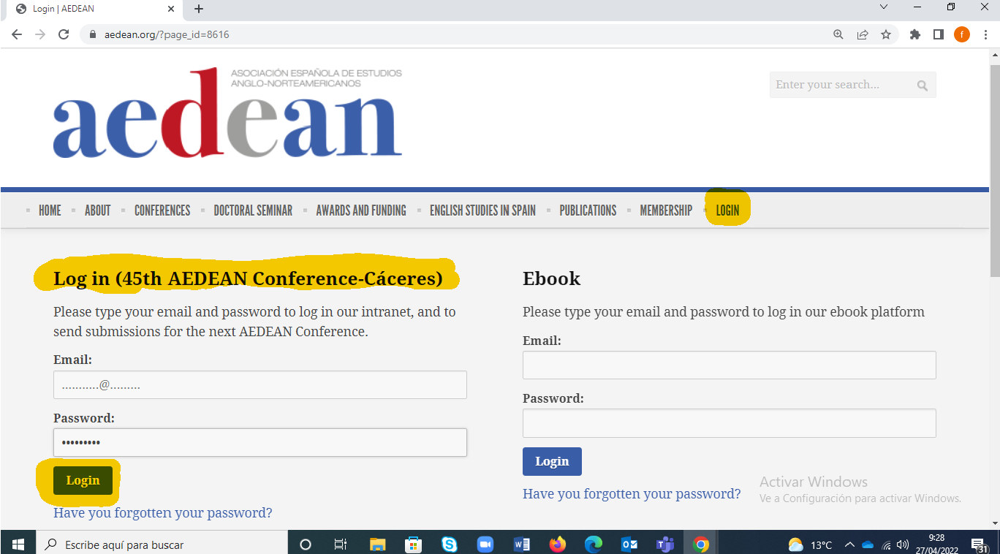 Login | AEDEAN
aedean.org/?page_id=8616
f
ASOCIACIÓN ESPAÑOLA DE ESTUDIOS
ANGLO-NORTEAMERICANOS
aedean
Enter your search...
HOME ABOUT CONFERENCES DOCTORAL SEMINAR AWARDS AND FUNDING ENGLISH STUDIES IN SPAIN PUBLICATIONS MEMBERSHIP LOGIN
Log in (45th AEDEAN Conference-Cáceres)
Please type your email and password to log in our intranet, and to
send submissions for the next AEDEAN Conference.
Email:
...........@.........
Password:
•••••••••
Login
Have you forgotten your password?
Ebook
Please type your email and password to log in our ebook platform
Email:
Password:
Login
Have you forgotten your password?
Activar Windows
Ve a Configuración para activar Windows.
Escribe aquí para buscar
13°C
9:28
27/04/2022
31